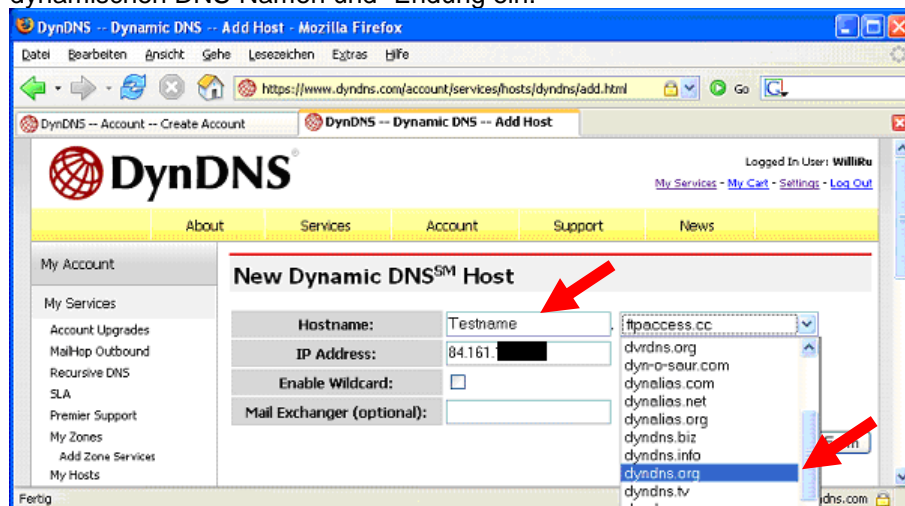 dynamischen DNS-Namen und -Endung ein.
DynDNS -- Dynamic DNS -- Add Host - Mozilla Firefox
Datei Bearbeiten Ansicht Gehe Lesezeichen Extras Hilfe
https://www.dyndns.com/account/services/hosts/dyndns/add.html Go G
DynDNS -- Account -- Create Account DynDNS -- Dynamic DNS -- Add Host
DynDNS®
Logged In User: WilliRu
My Services - My Cart - Settings - Log Out
About Services Account Support News
My Account
My Services
Account Upgrades
MailHop Outbound
Recursive DNS
SLA
Premier Support
My Zones
Add Zone Services
My Hosts
New Dynamic DNS℠ Host
Hostname: Testname . ftpaccess.cc
IP Address: 84.161.
Enable Wildcard:
Mail Exchanger (optional):
dvrdns.org
dyn-o-saur.com
dynalias.com
dynalias.net
dynalias.org
dyndns.biz
dyndns.info
dyndns.org
dyndns.tv
Fertig
dns.com